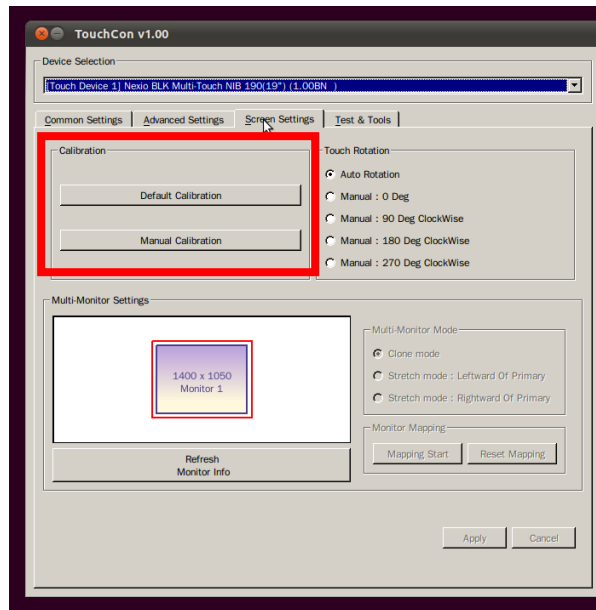 TouchCon v1.00
Device Selection
[Touch Device 1] Nexio BLK Multi-Touch NIB 190(19") (1.00BN )
Common Settings Advanced Settings Screen Settings Test & Tools
Calibration
Default Calibration
Manual Calibration
Touch Rotation
Auto Rotation
Manual : 0 Deg
Manual : 90 Deg ClockWise
Manual : 180 Deg ClockWise
Manual : 270 Deg ClockWise
Multi-Monitor Settings
1400 x 1050
Monitor 1
Refresh
Monitor Info
Multi-Monitor Mode
Clone mode
Stretch mode : Leftward Of Primary
Stretch mode : Rightward Of Primary
Monitor Mapping
Mapping Start Reset Mapping
Apply Cancel